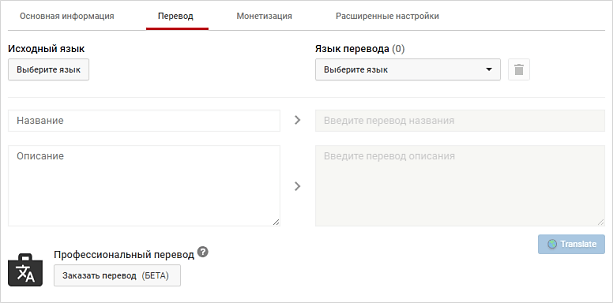 Основная информация Перевод Монетизация Расширенные настройки
Исходный язык Язык перевода (0)
Выберите язык Выберите язык
Название Введите перевод названия
Описание Введите перевод описания
Translate
Профессиональный перевод ?
Заказать перевод (БЕТА)